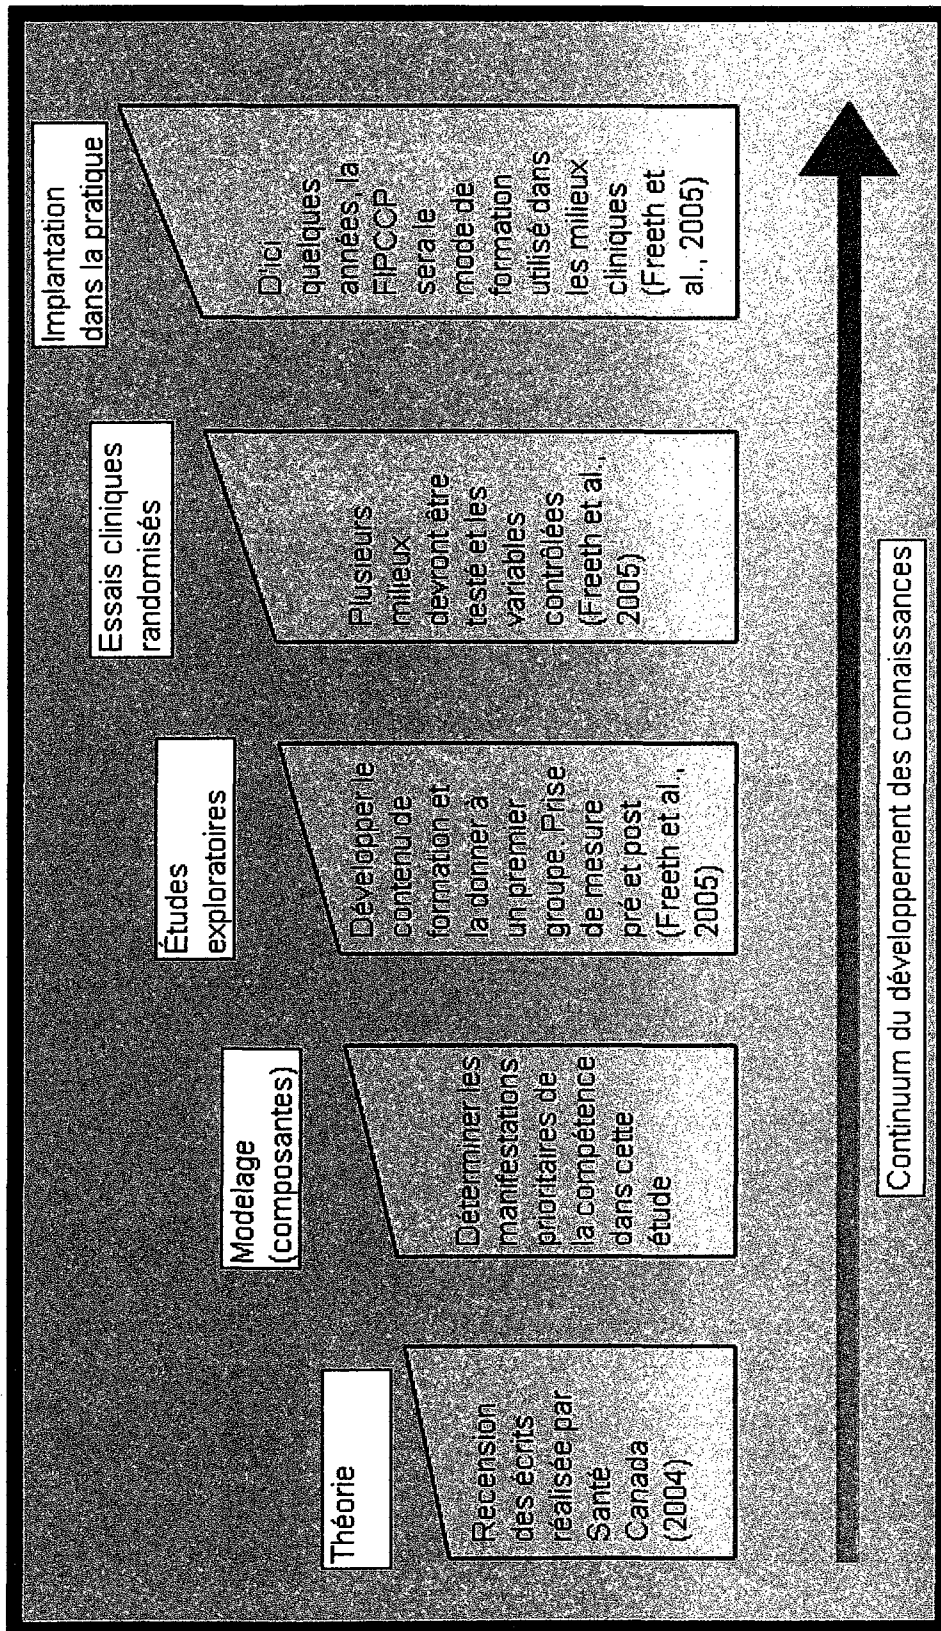 Théorie
Recension
des écrits
réalisée par
Santé
Canada
(2004)
Modelage
(composantes)
Déterminer les
manifestations
prioritaires de
la compétence
dans cette
étude
Études
exploratoires
Développer le
contenu de
formation et
la donner à
un premier
groupe. Prise
de mesure
pré et post
(Freeth et al.,
2005)
Essais cliniques
randomisés
Plusieurs
milieux
devront être
testé et les
variables
contrôlées
(Freeth et al.,
2005)
Implantation
dans la pratique
D'ici
quelques
années, la
FIPCCP
sera le
mode de
formation
utilisé dans
les milieux
cliniques
(Freeth et
al., 2005)
Continuum du développement des connaissances